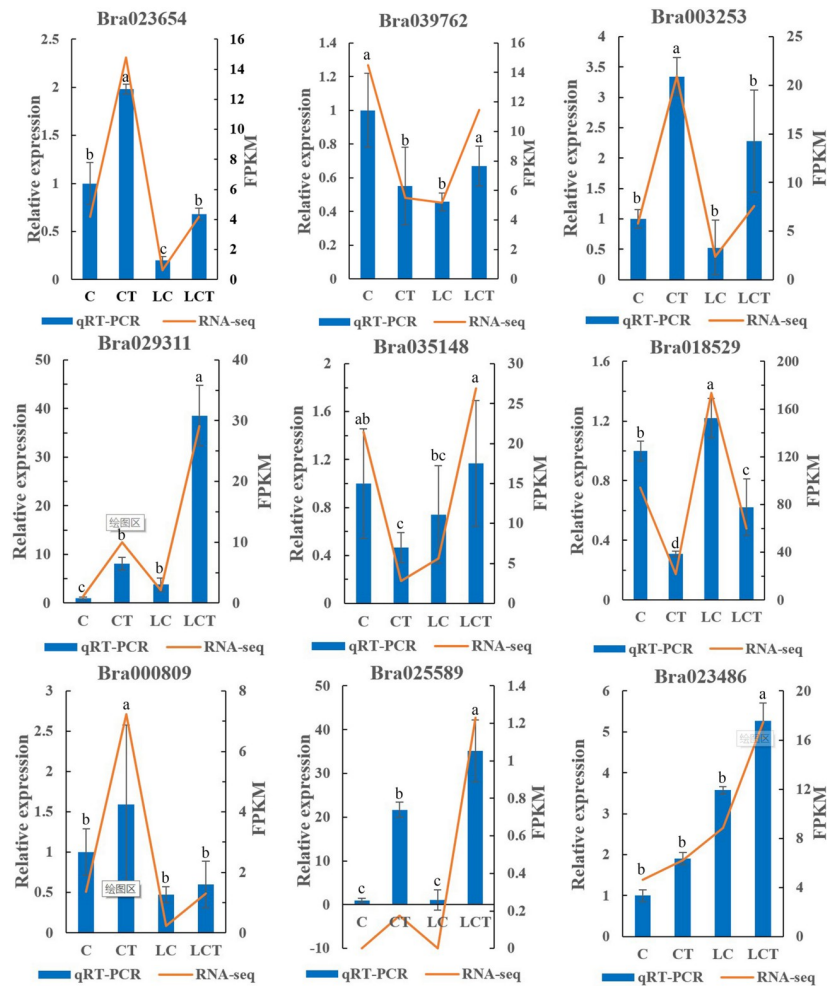 Bra023654
Relative expression
2.5
2
1.5
1
0.5
0
16
14
12
10
8
6
4
2
0
FPKM
b
a
c
b
C CT LC LCT
qRT-PCR RNA-seq
Bra039762
Relative expression
1.4
1.2
1
0.8
0.6
0.4
0.2
0
16
14
12
10
8
6
4
2
0
FPKM
a
b
b
a
C CT LC LCT
qRT-PCR RNA-seq
Bra003253
Relative expression
4
3.5
3
2.5
2
1.5
1
0.5
0
25
20
15
10
5
0
FPKM
b
a
b
b
C CT LC LCT
qRT-PCR RNA-seq
Bra029311
Relative expression
50
40
30
20
10
0
40
30
20
10
0
FPKM
绘图区
c
b
b
a
C CT LC LCT
qRT-PCR RNA-seq
Bra035148
Relative expression
2
1.6
1.2
0.8
0.4
0
30
25
20
15
10
5
0
FPKM
ab
c
bc
a
C CT LC LCT
qRT-PCR RNA-seq
Bra018529
Relative expression
1.6
1.2
0.8
0.4
0
200
160
120
80
40
0
FPKM
b
d
a
c
C CT LC LCT
qRT-PCR RNA-seq
Bra000809
Relative expression
3
2.5
2
1.5
1
0.5
0
8
6
4
2
0
FPKM
b
a
b
b
绘图区
C CT LC LCT
qRT-PCR RNA-seq
Bra025589
Relative expression
50
40
30
20
10
0
-10
1.4
1.2
1
0.8
0.6
0.4
0.2
0
FPKM
c
b
c
a
C CT LC LCT
qRT-PCR RNA-seq
Bra023486
Relative expression
6
5
4
3
2
1
0
20
16
12
8
4
0
FPKM
绘图区
b
b
b
a
C CT LC LCT
qRT-PCR RNA-seq